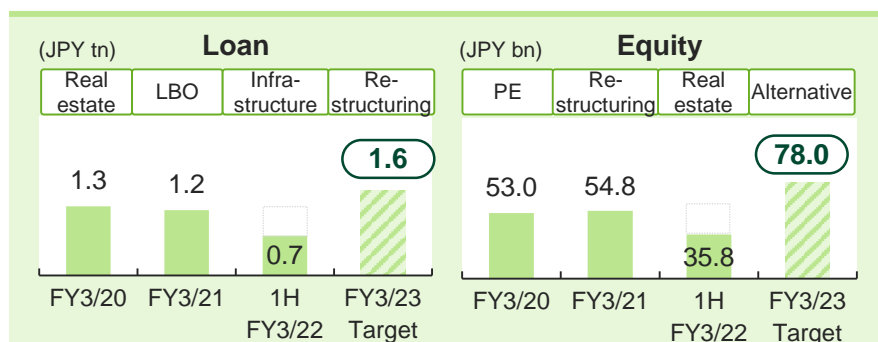 (JPY tn) Loan
Real estate
LBO
Infra-structure
Re-structuring
1.6
1.3
1.2
0.7
FY3/20
FY3/21
1H
FY3/22
FY3/23
Target
(JPY bn) Equity
PE
Re-structuring
Real estate
Alternative
78.0
53.0
54.8
35.8
FY3/20
FY3/21
1H
FY3/22
FY3/23
Target